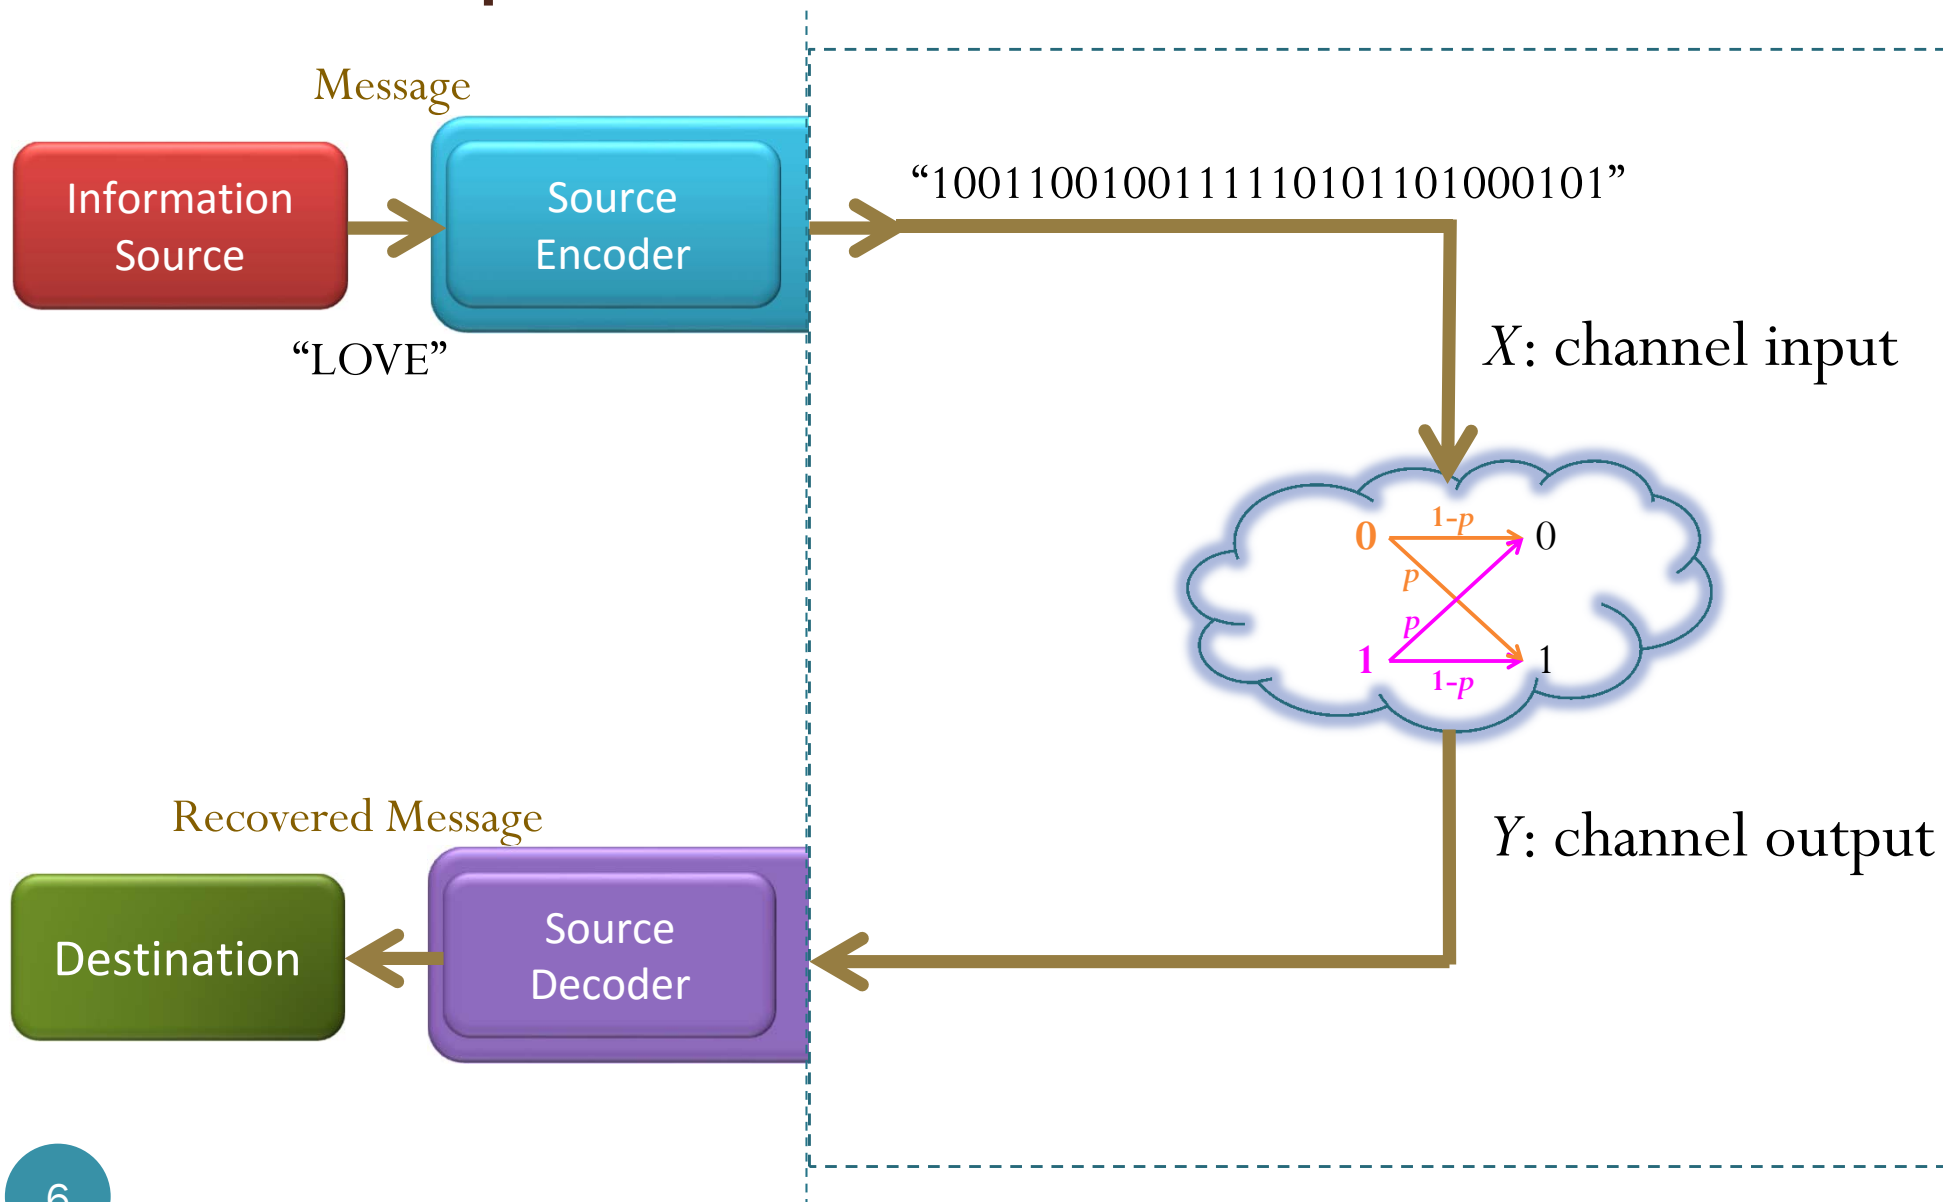 Message
Information
Source
Source
Encoder
“1001100100111110101101000101”
“LOVE”
X: channel input
0 1-p 0
p
p
1 1-p 1
Recovered Message
Y: channel output
Destination
Source
Decoder
6